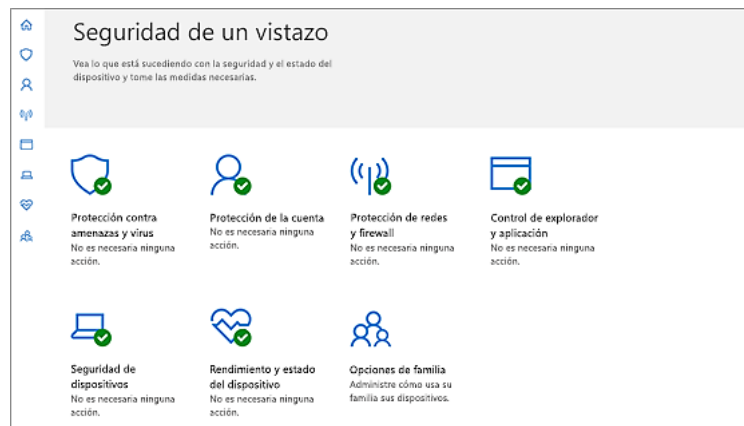 Seguridad de un vistazo
Vea lo que está sucediendo con la seguridad y el estado del
dispositivo y tome las medidas necesarias.
Protección contra
amenazas y virus
No es necesaria ninguna
acción.
Protección de la cuenta
No es necesaria ninguna
acción.
Protección de redes
y firewall
No es necesaria ninguna
acción.
Control de explorador
y aplicación
No es necesaria ninguna
acción.
Seguridad de
dispositivos
No es necesaria ninguna
acción.
Rendimiento y estado
del dispositivo
No es necesaria ninguna
acción.
Opciones de familia
Administre cómo usa su
familia sus dispositivos.